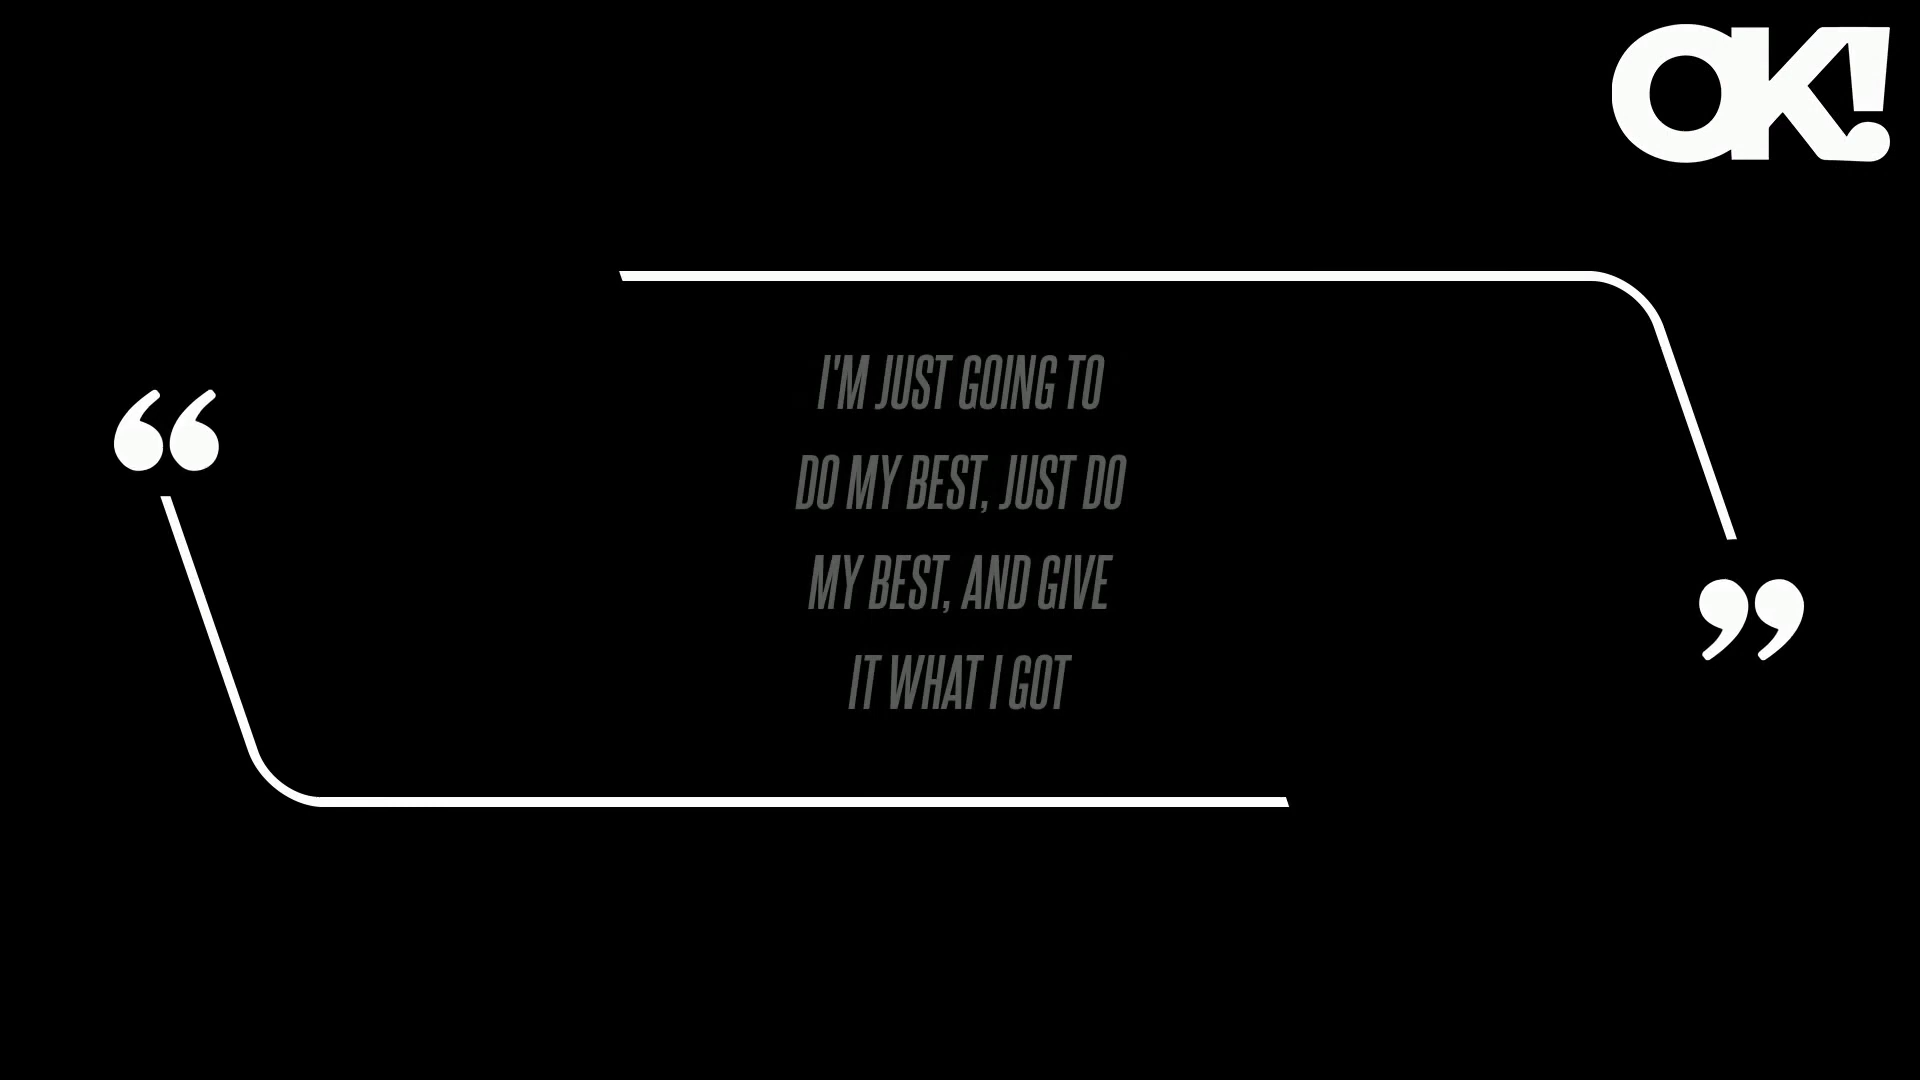 OK!
“
I'M JUST GOING TO
DO MY BEST, JUST DO
MY BEST, AND GIVE
IT WHAT I GOT
”